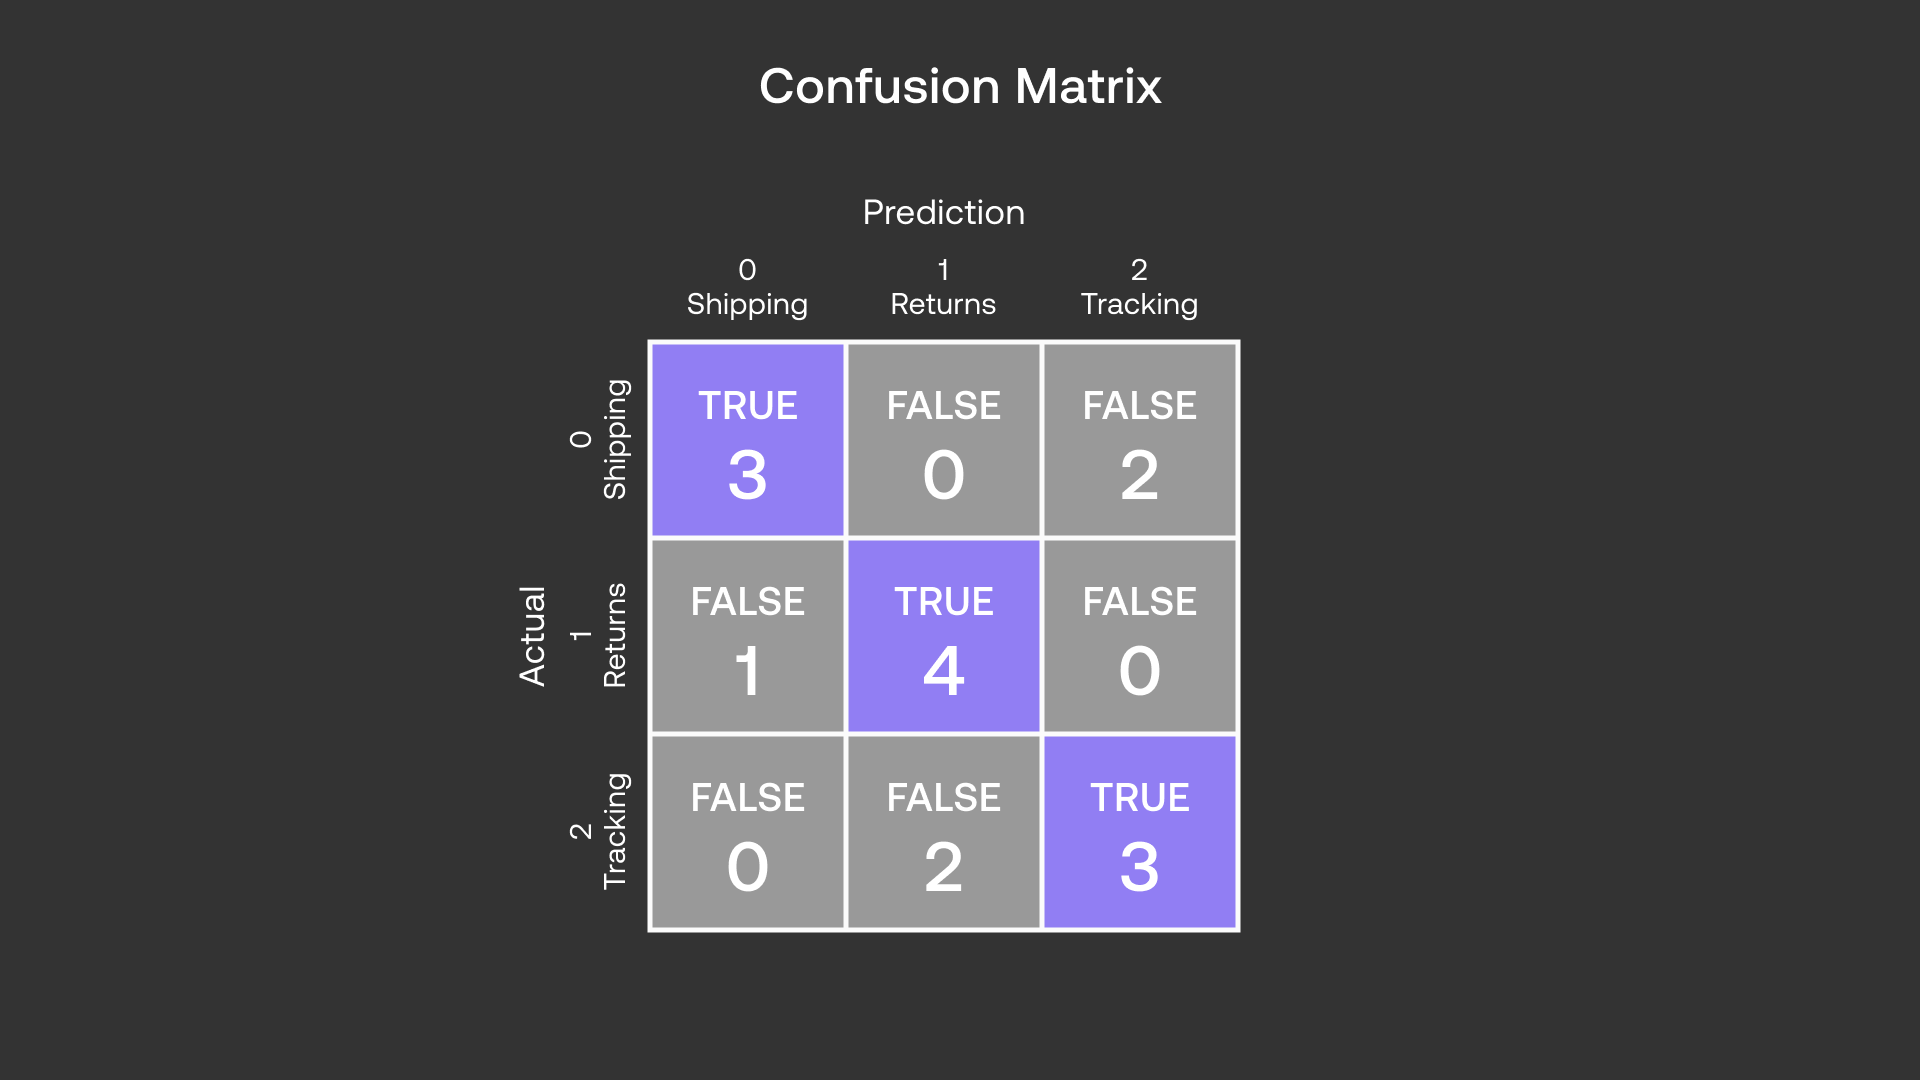 Confusion Matrix
Prediction
0
Shipping
1
Returns
2
Tracking
Actual
0
Shipping
TRUE
3
FALSE
0
FALSE
2
1
Returns
FALSE
1
TRUE
4
FALSE
0
2
Tracking
FALSE
0
FALSE
2
TRUE
3